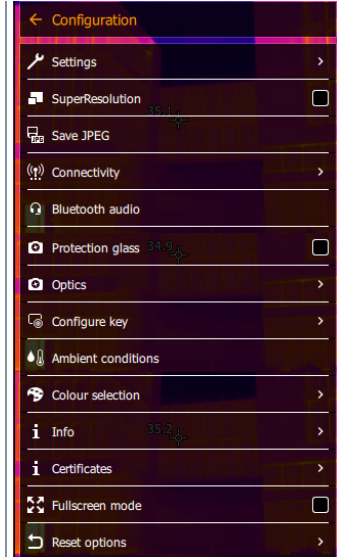 Configuration
Settings
SuperResolution
35.1
Save JPEG
Connectivity
Bluetooth audio
Protection glass 34.9
Optics
Configure key
Ambient conditions
Colour selection
Info 35.2
Certificates
Fullscreen mode
Reset options